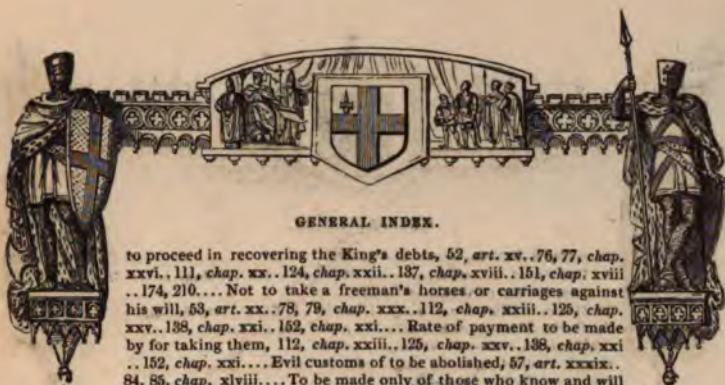 GENERAL INDEX.
to proceed in recovering the King's debts, 52, art. xv..76, 77, chap.
xxvi..111, chap. xx..124, chap. xxii..137, chap. xviii..151, chap. xviii
..174, 210....Not to take a freeman's horses or carriages against
his will, 53, art. xx..78, 79, chap. xxx..112, chap. xxiii..125, chap.
xxv..138, chap. xxi..152, chap. xxi....Rate of payment to be made
by for taking them, 112, chap. xxiii..125, chap. xxv..138, chap. xxi
..152, chap. xxi....Evil customs of to be abolished, 57, art. xxxix..
84, 85, chap. xlviii....To be made only of those who know and will